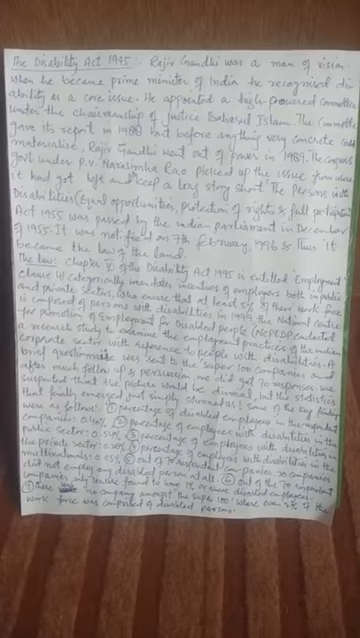 The Disability Act 1995:- Rajiv Gandhi was a man of vision.
When he became prime minister of India he recognised dis
ability as a core issue. He appointed a high-powered committee
under the chairmanship of Justice Baharul Islam. The committe
gave its report in 1988 but before anything very concrete could
materialise, Rajiv Gandhi went out of power in 1989. The congress
govt under P.V. Narasimha Rao picked up the issue from where
it had got left and keep a long story short The Persons with
Disabilities (Equal opportunities, protection of rights & full participation
Act 1995 was passed by the indian parliament in December
of 1995. It was notified on 7th february, 1996 & thus it
became the law of the land.
The law: Chapter VI of the Disability Act 1995 is entitled Employment
clause III categorically mandates incentives of employers both in public
and private sectors, who ensure that at least 5% of their work force
is composed of persons with disabilities in 1999, the National Centre
for promotion of Employment for Disabled people (NCPEDP) conducted
a research study to examine the employment practices of the indian
corporate sector with reference to people with disabilities. A
brief questionnaire was sent to the Super 100 companies and
after much follow up & persuasion, we did get 70 responses. we
suspected that the picture would be dismal, but the statistics
that finally emerged just simply stunned us! some of the key findings
were as follows: ① percentage of disabled employees in the respondent
companies: 0.40%, ② percentage of employees with disabilities in the
public sector: 0.54% ③ percentage of employees with disabilities in
the private sector: 0.28% ④ percentage of employees with disabilities in the
multinationals: 0.05% ⑤ out of 70 respondent companies, 20 companies
did not employ any disabled person at all. ⑥ Out of the 70 respondent
companies, only were found to have 1% or more disabled employees.
⑦ there no company amongst the super 100 where even 2% of the
work force was comprised of disabled persons.